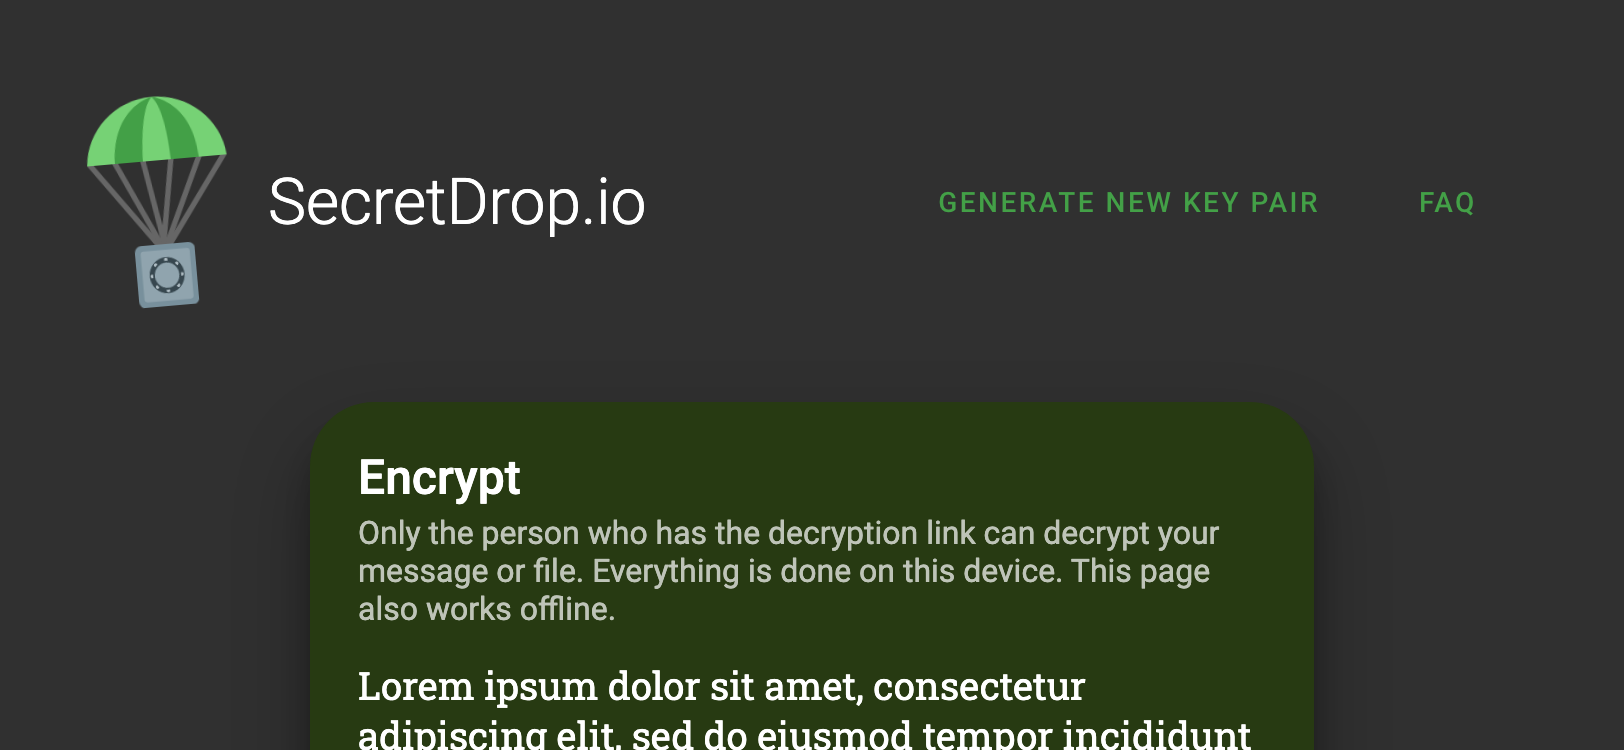 SecretDrop.io
GENERATE NEW KEY PAIR
FAQ
Encrypt
Only the person who has the decryption link can decrypt your
message or file. Everything is done on this device. This page
also works offline.
Lorem ipsum dolor sit amet, consectetur
adipiscing elit, sed do eiusmod tempor incididunt